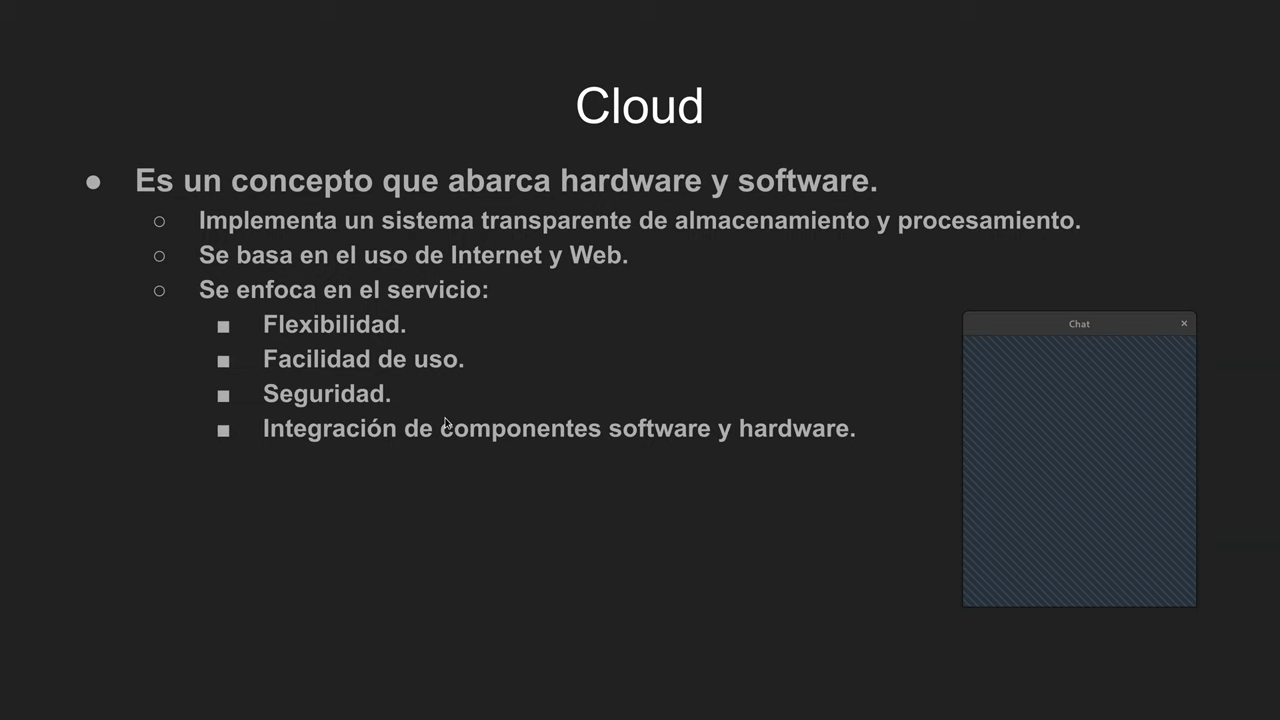 Cloud
● Es un concepto que abarca hardware y software.
○ Implementa un sistema transparente de almacenamiento y procesamiento.
○ Se basa en el uso de Internet y Web.
○ Se enfoca en el servicio:
■ Flexibilidad.
■ Facilidad de uso.
■ Seguridad.
■ Integración de componentes software y hardware.
Chat ×